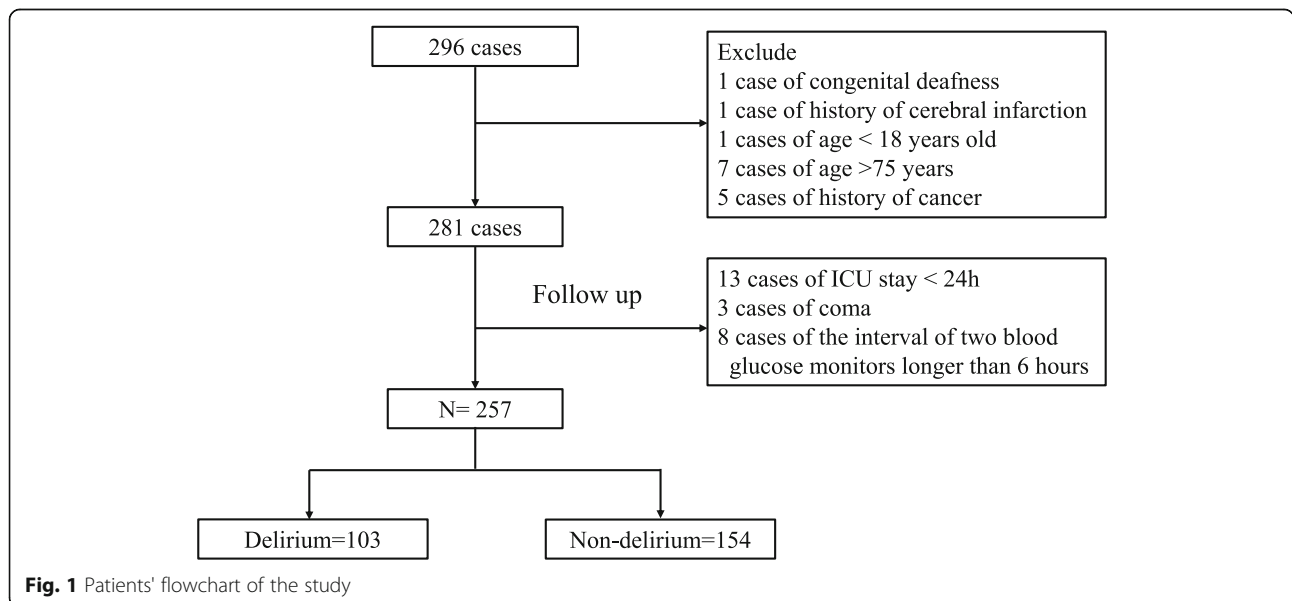 296 cases
Exclude
1 case of congenital deafness
1 case of history of cerebral infarction
1 cases of age < 18 years old
7 cases of age >75 years
5 cases of history of cancer
281 cases
Follow up
13 cases of ICU stay < 24h
3 cases of coma
8 cases of the interval of two blood
glucose monitors longer than 6 hours
N= 257
Delirium=103
Non-delirium=154
Fig. 1 Patients' flowchart of the study